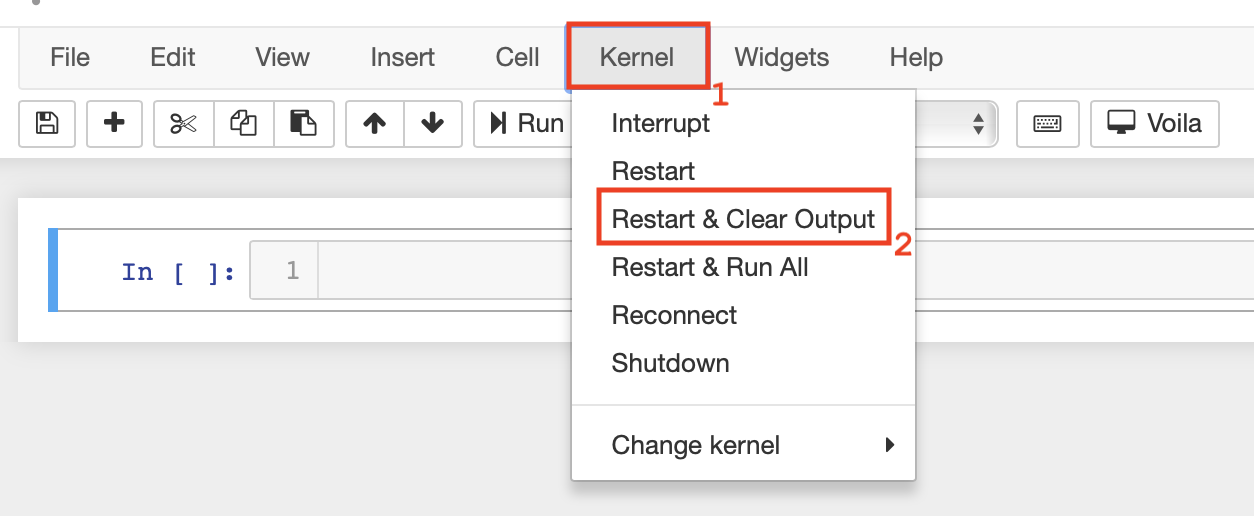 File Edit View Insert Cell Kernel Widgets Help
1
Run Voila
Interrupt
Restart
Restart & Clear Output
2
Restart & Run All
In [ ]: 1
Reconnect
Shutdown
Change kernel